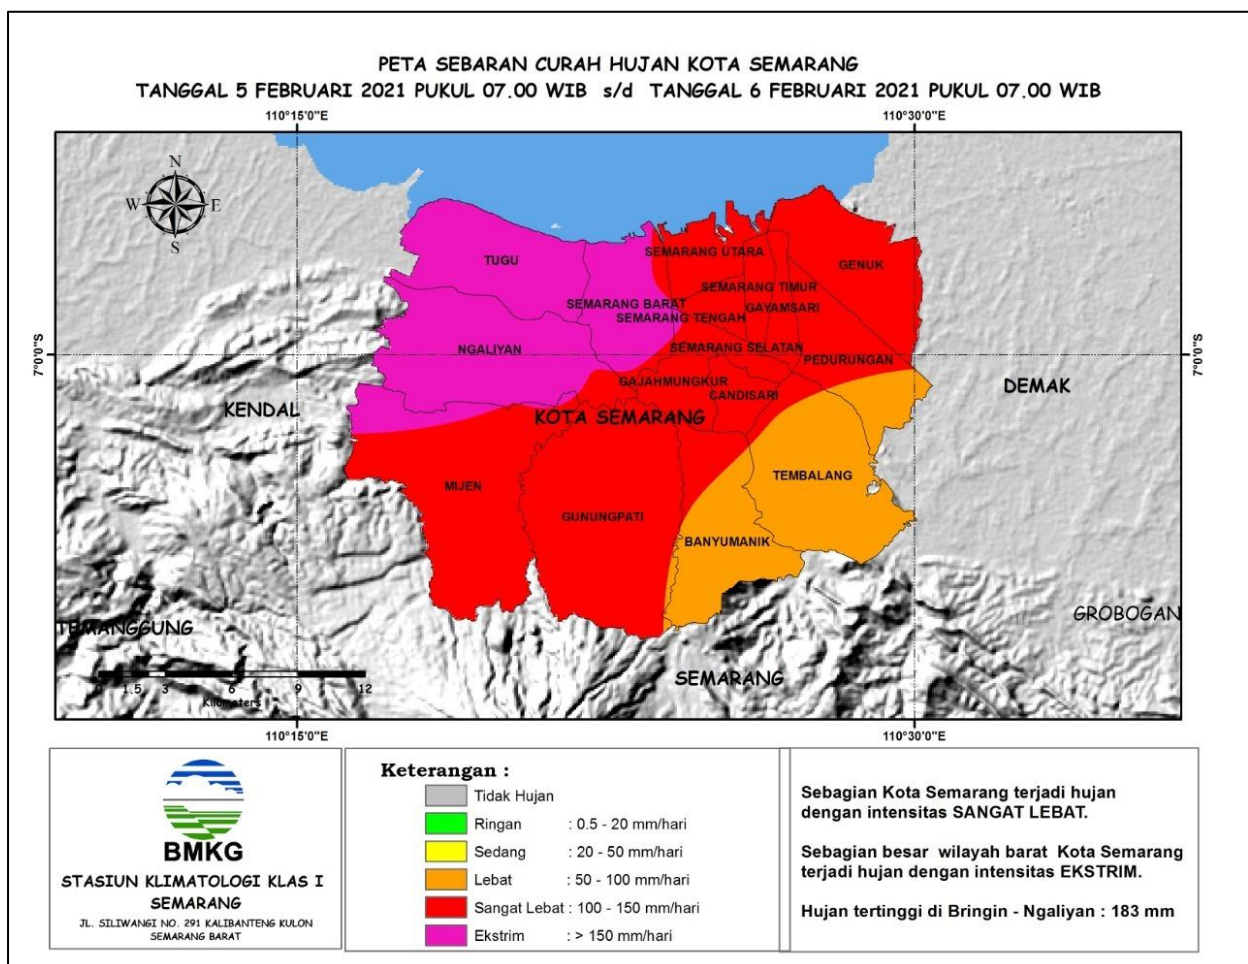 PETA SEBARAN CURAH HUJAN KOTA SEMARANG
TANGGAL 5 FEBRUARI 2021 PUKUL 07.00 WIB s/d TANGGAL 6 FEBRUARI 2021 PUKUL 07.00 WIB
110°15'0"E
110°30'0"E
N
W E
S
7°0'0"S
7°0'0"S
TUGU
SEMARANG UTARA
GENUK
SEMARANG BARAT
SEMARANG TIMUR
SEMARANG TENGAH
GAYAMSARI
NGALIYAN
SEMARANG SELATAN
PEDURUNGAN
GAJAHMUNGKUR
CANDISARI
DEMAK
KENDAL
KOTA SEMARANG
MIJEN
TEMBALANG
GUNUNGPATI
BANYUMANIK
TEMANGGUNG
GROBOGAN
SEMARANG
0 1.5 3 6 9 12
Kilometers
110°15'0"E
110°30'0"E
BMKG
STASIUN KLIMATOLOGI KLAS I
SEMARANG
JL. SILIWANGI NO. 291 KALIBANTENG KULON
SEMARANG BARAT
Keterangan :
Tidak Hujan
Ringan : 0.5 - 20 mm/hari
Sedang : 20 - 50 mm/hari
Lebat : 50 - 100 mm/hari
Sangat Lebat : 100 - 150 mm/hari
Ekstrim : > 150 mm/hari
Sebagian Kota Semarang terjadi hujan
dengan intensitas SANGAT LEBAT.
Sebagian besar wilayah barat Kota Semarang
terjadi hujan dengan intensitas EKSTRIM.
Hujan tertinggi di Bringin - Ngaliyan : 183 mm